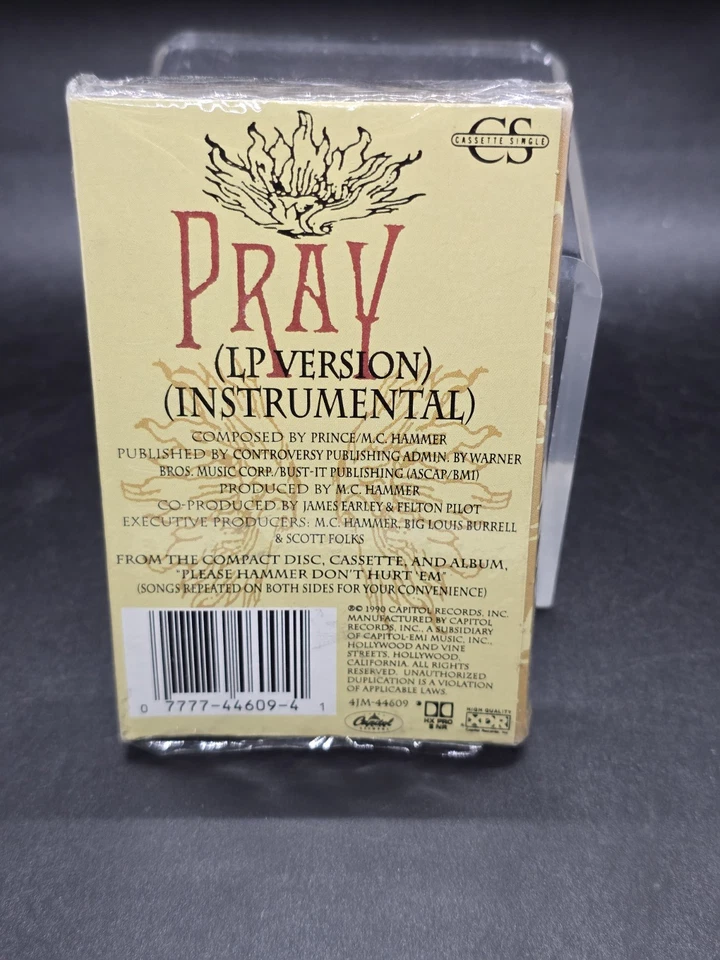 CS
CASSETTE SINGLE
PRAY
(LP VERSION)
(INSTRUMENTAL)
COMPOSED BY PRINCE/M.C. HAMMER
PUBLISHED BY CONTROVERSY PUBLISHING ADMIN. BY WARNER
BROS. MUSIC CORP./BUST-IT PUBLISHING (ASCAP/BMI)
PRODUCED BY M.C. HAMMER
CO-PRODUCED BY JAMES EARLEY & FELTON PILOT
EXECUTIVE PRODUCERS: M.C. HAMMER, BIG LOUIS BURRELL
& SCOTT FOLKS
FROM THE COMPACT DISC, CASSETTE, AND ALBUM,
"PLEASE HAMMER DON'T HURT 'EM"
(SONGS REPEATED ON BOTH SIDES FOR YOUR CONVENIENCE)
℗© 1990 CAPITOL RECORDS, INC.
MANUFACTURED BY CAPITOL
RECORDS, INC., A SUBSIDIARY
OF CAPITOL-EMI MUSIC, INC.,
HOLLYWOOD AND VINE
STREETS, HOLLYWOOD,
CALIFORNIA. ALL RIGHTS
RESERVED. UNAUTHORIZED
DUPLICATION IS A VIOLATION
OF APPLICABLE LAWS.
0 7777-44609-4 1
4JM-44609
Capitol
HX PRO
B NR
HIGH QUALITY
XDR